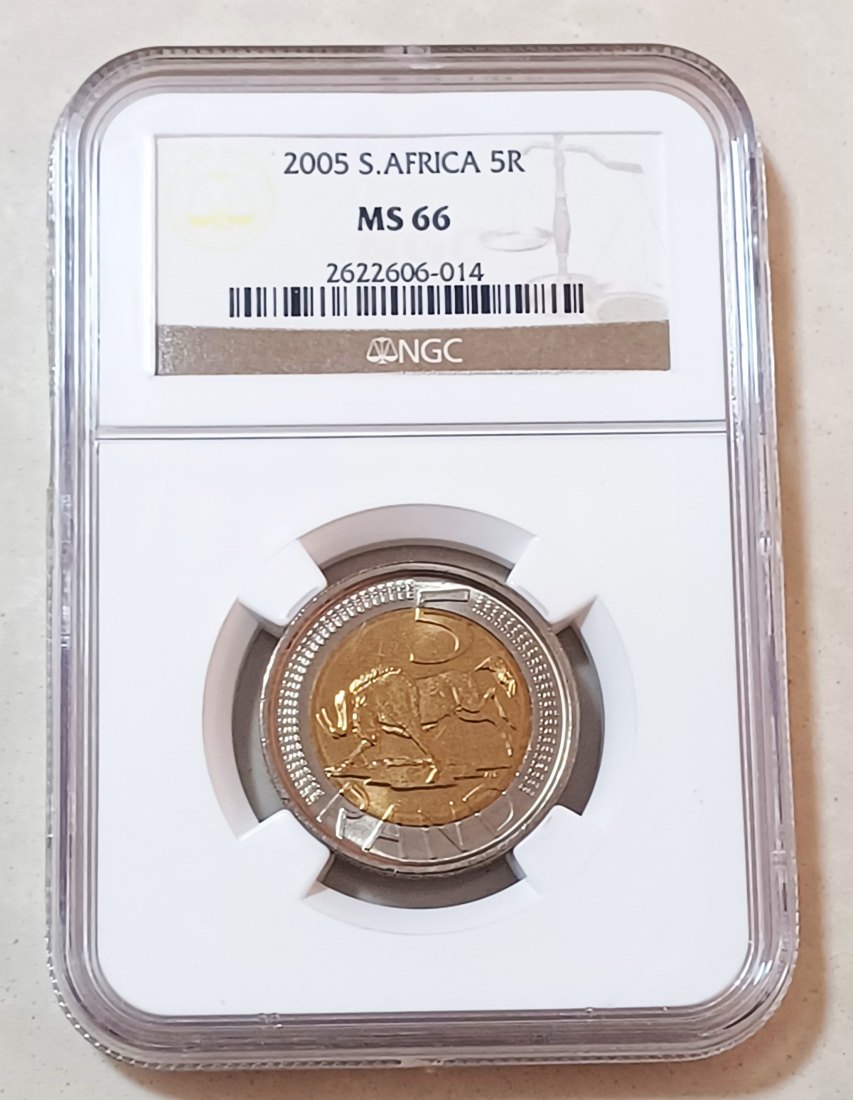 2005 S.AFRICA 5R
MS 66
2622606-014
NGC
5
RAND